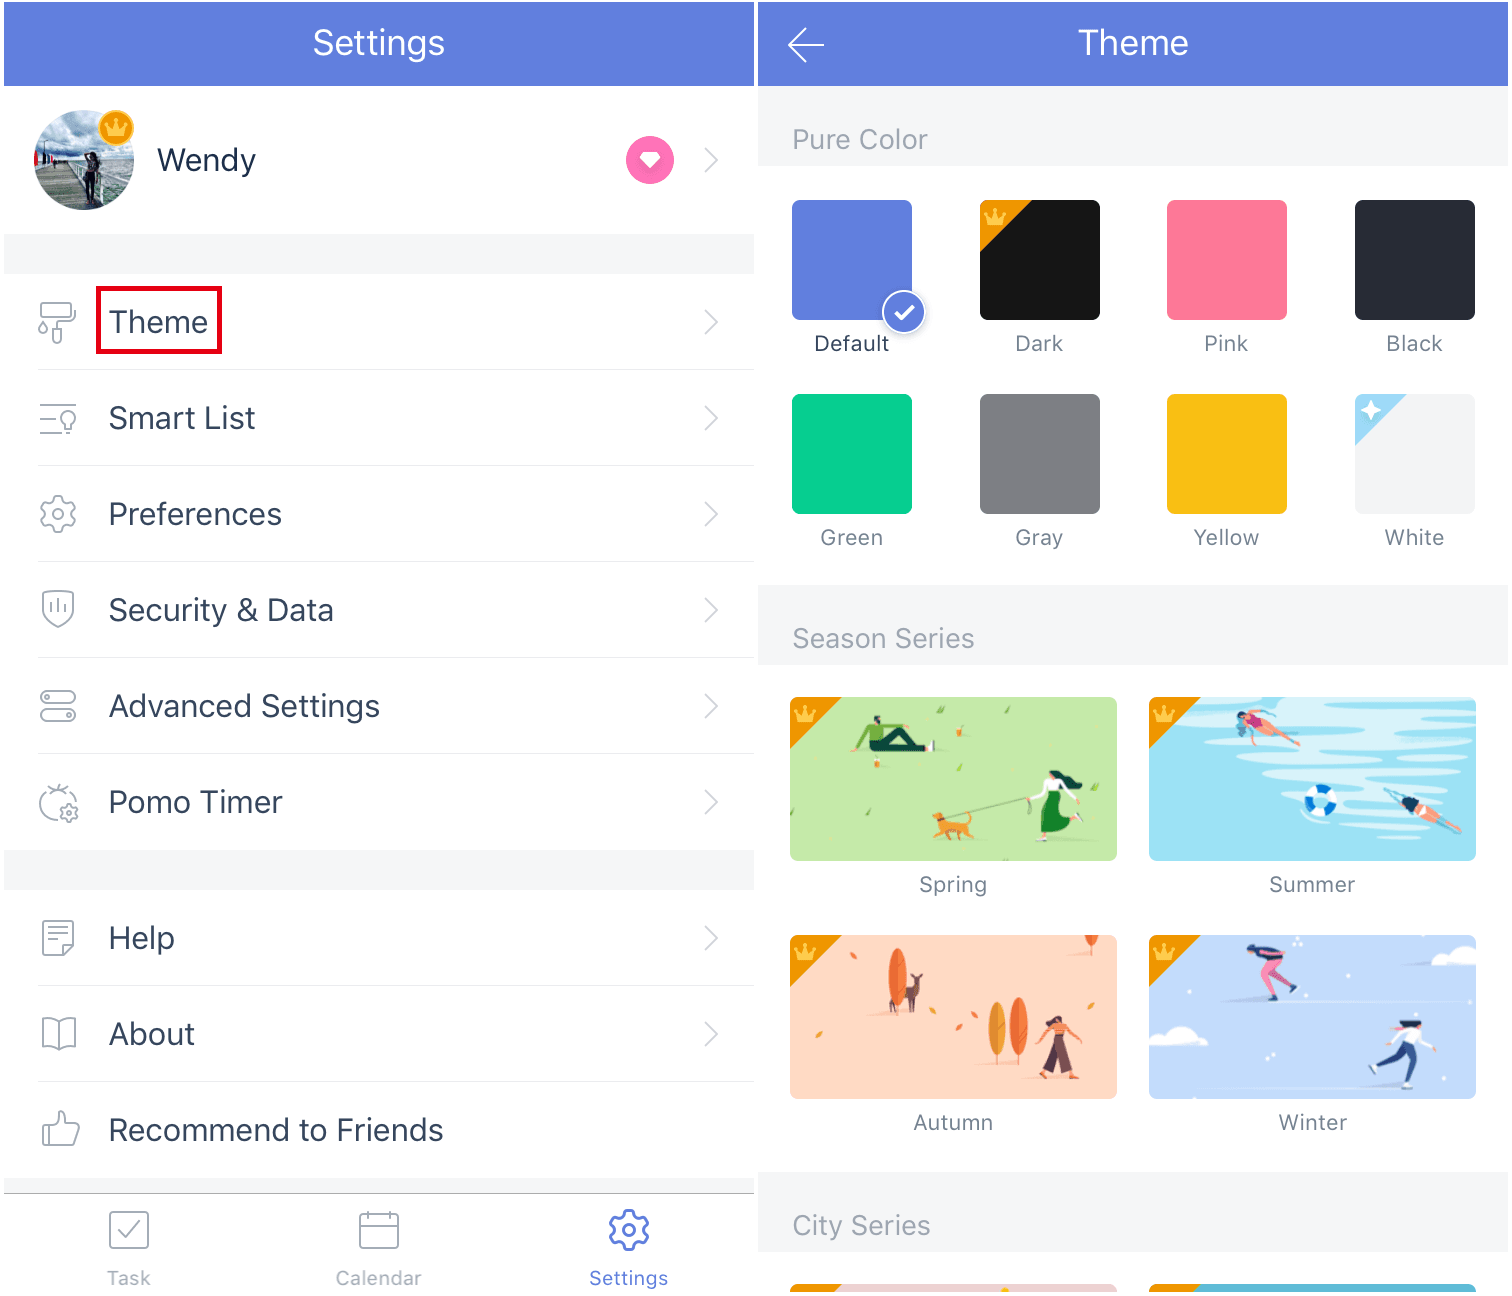 Settings
Wendy
Theme
Smart List
Preferences
Security & Data
Advanced Settings
Pomo Timer
Help
About
Recommend to Friends
Task
Calendar
Settings
Theme
Pure Color
Default
Dark
Pink
Black
Green
Gray
Yellow
White
Season Series
Spring
Summer
Autumn
Winter
City Series